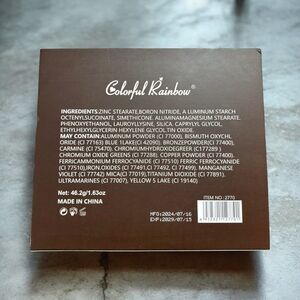 Colorful Rainbow®
INGREDIENTS:ZINC STEARATE,BORON NITRIDE, A LUMINUM STARCH
OCTENYLSUCCINATE, SIMETHICONE. ALUMINAMAGNESIUM STEARATE.
PHENOXYETHANOL, LAUROYLLYSINE, SILICA, CAPRYLYL, GLYCOL,
ETHYLHEXYLGLYCERIN HEXYLENE GLYCOL,TIN OXIDE.
MAY CONTAIN:ALUMINUM POWDER (CI 77000), BISMUTH OXYCHL
ORIDE (CI 77163) BLUE 1LAKE(CI 42090). BRONZEPOWDER(CI 77400),
CARMINE (CI 75470), CHROMIUMHYDROXIDEGREEN (CI77289 )
CHROMIUM OXIDE GREENS (CI 77288). COPPER POWDER (CI 77400).
FERRIC FERROCYANIDE (CI 77510) FERRIC AMMONIUM FERROCYANIDE
(CI 77510),IRON.OXIDES (CI 77491, CI 77492, CI 77499), MANGANESE
VIOLET (CI 77742) MICA(CI 77019),TITANIUM DIOXIDE(CI 77891),
ULTRAMARINES (CI 77007), YELLOW 5 LAKE (CI 19140)
Net: 46.2g/1.63oz
MADE IN CHINA
ITEM NO : 2770
MFG:2024/07/16
EXP:2029/07/15